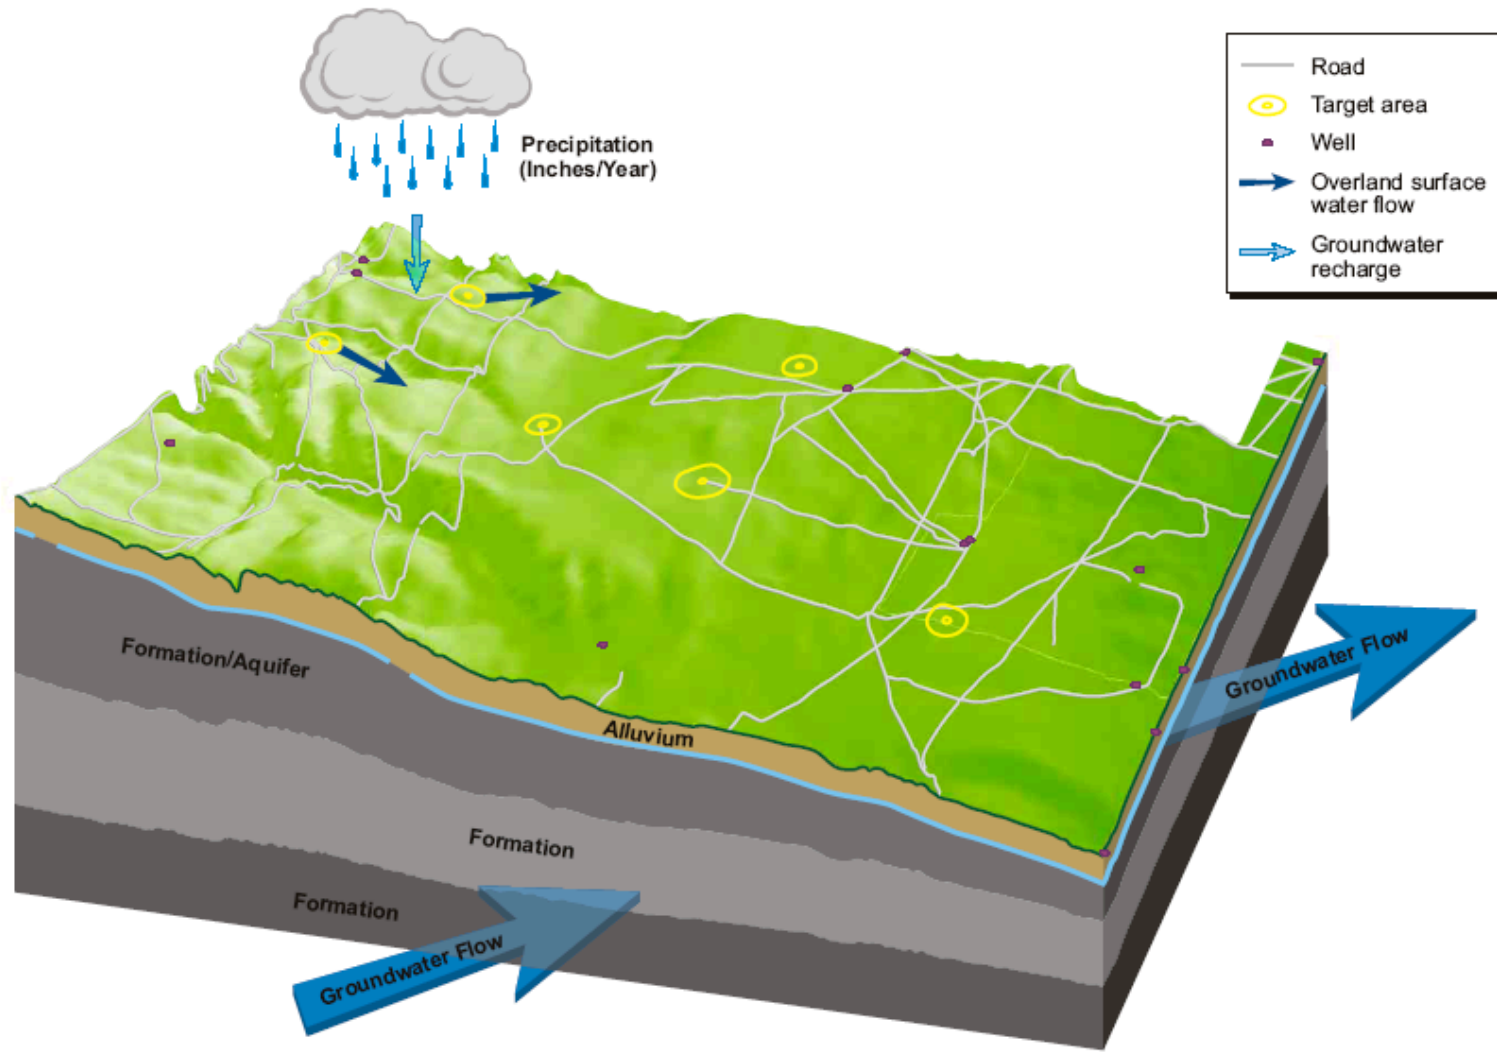 Precipitation
(Inches/Year)
Road
Target area
Well
Overland surface
water flow
Groundwater
recharge
Formation/Aquifer
Alluvium
Groundwater Flow
Formation
Formation
Groundwater Flow